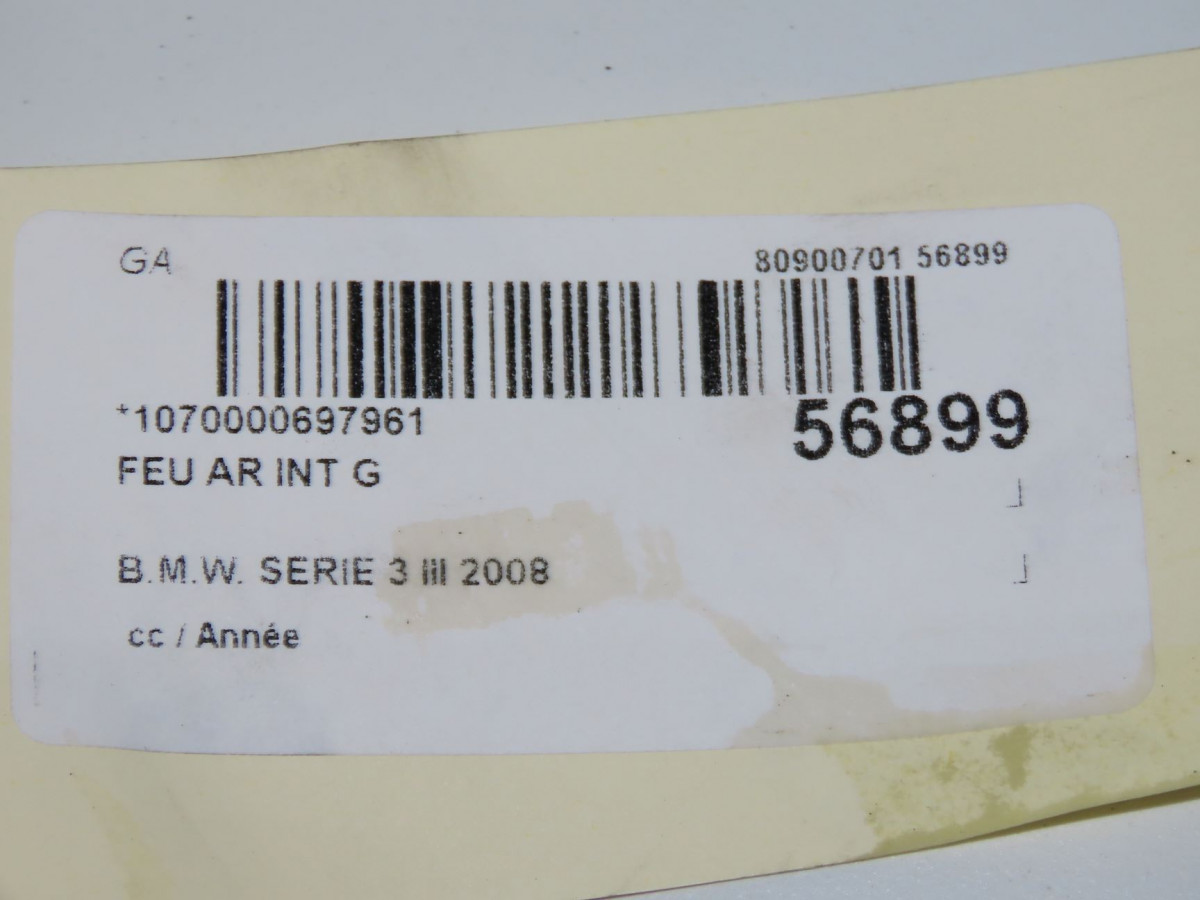 GA 80900701 56899
*1070000697961 56899
FEU AR INT G
B.M.W. SERIE 3 III 2008
cc / Année